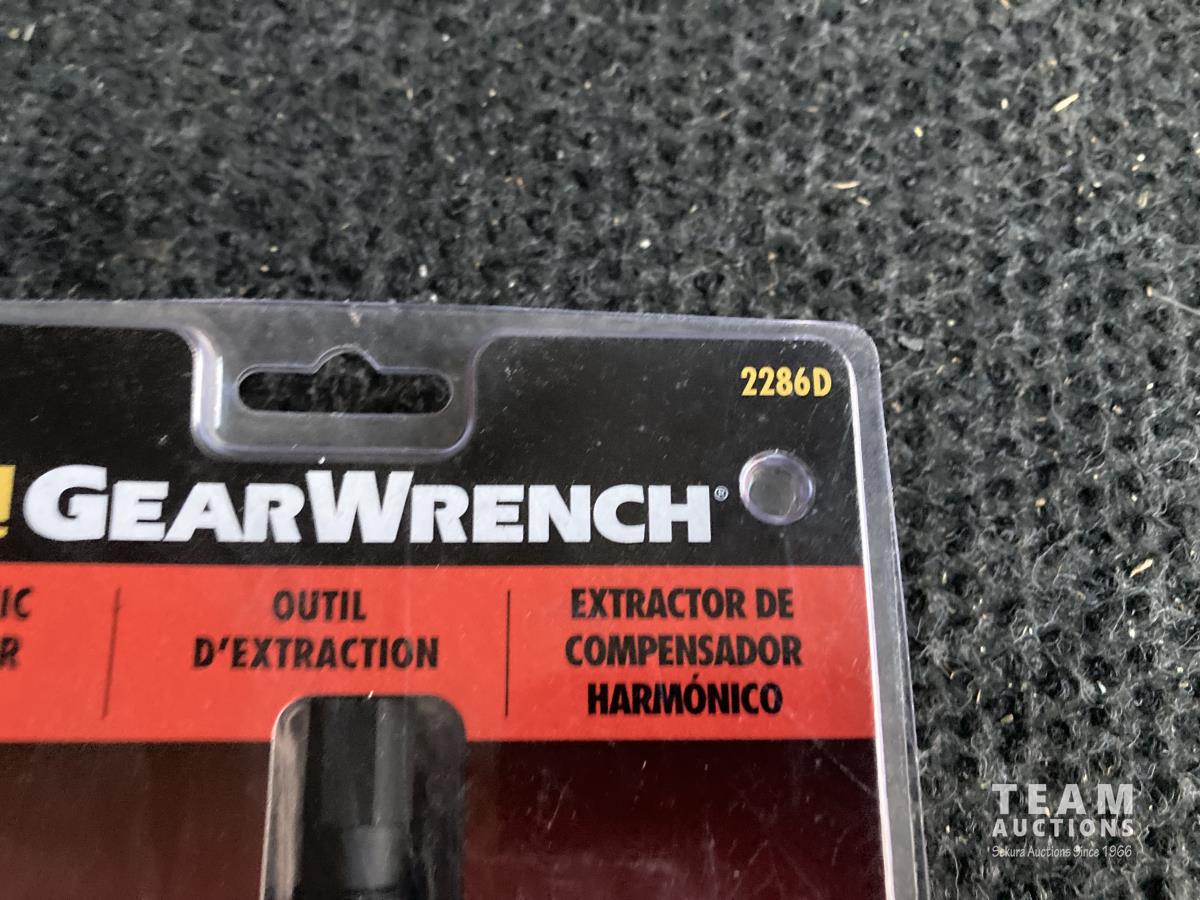 2286D
! GEARWRENCH®
IC
R
OUTIL
D'EXTRACTION
EXTRACTOR DE
COMPENSADOR
HARMÓNICO
TEAM
AUCTIONS
Sekura Auctions Since 1966